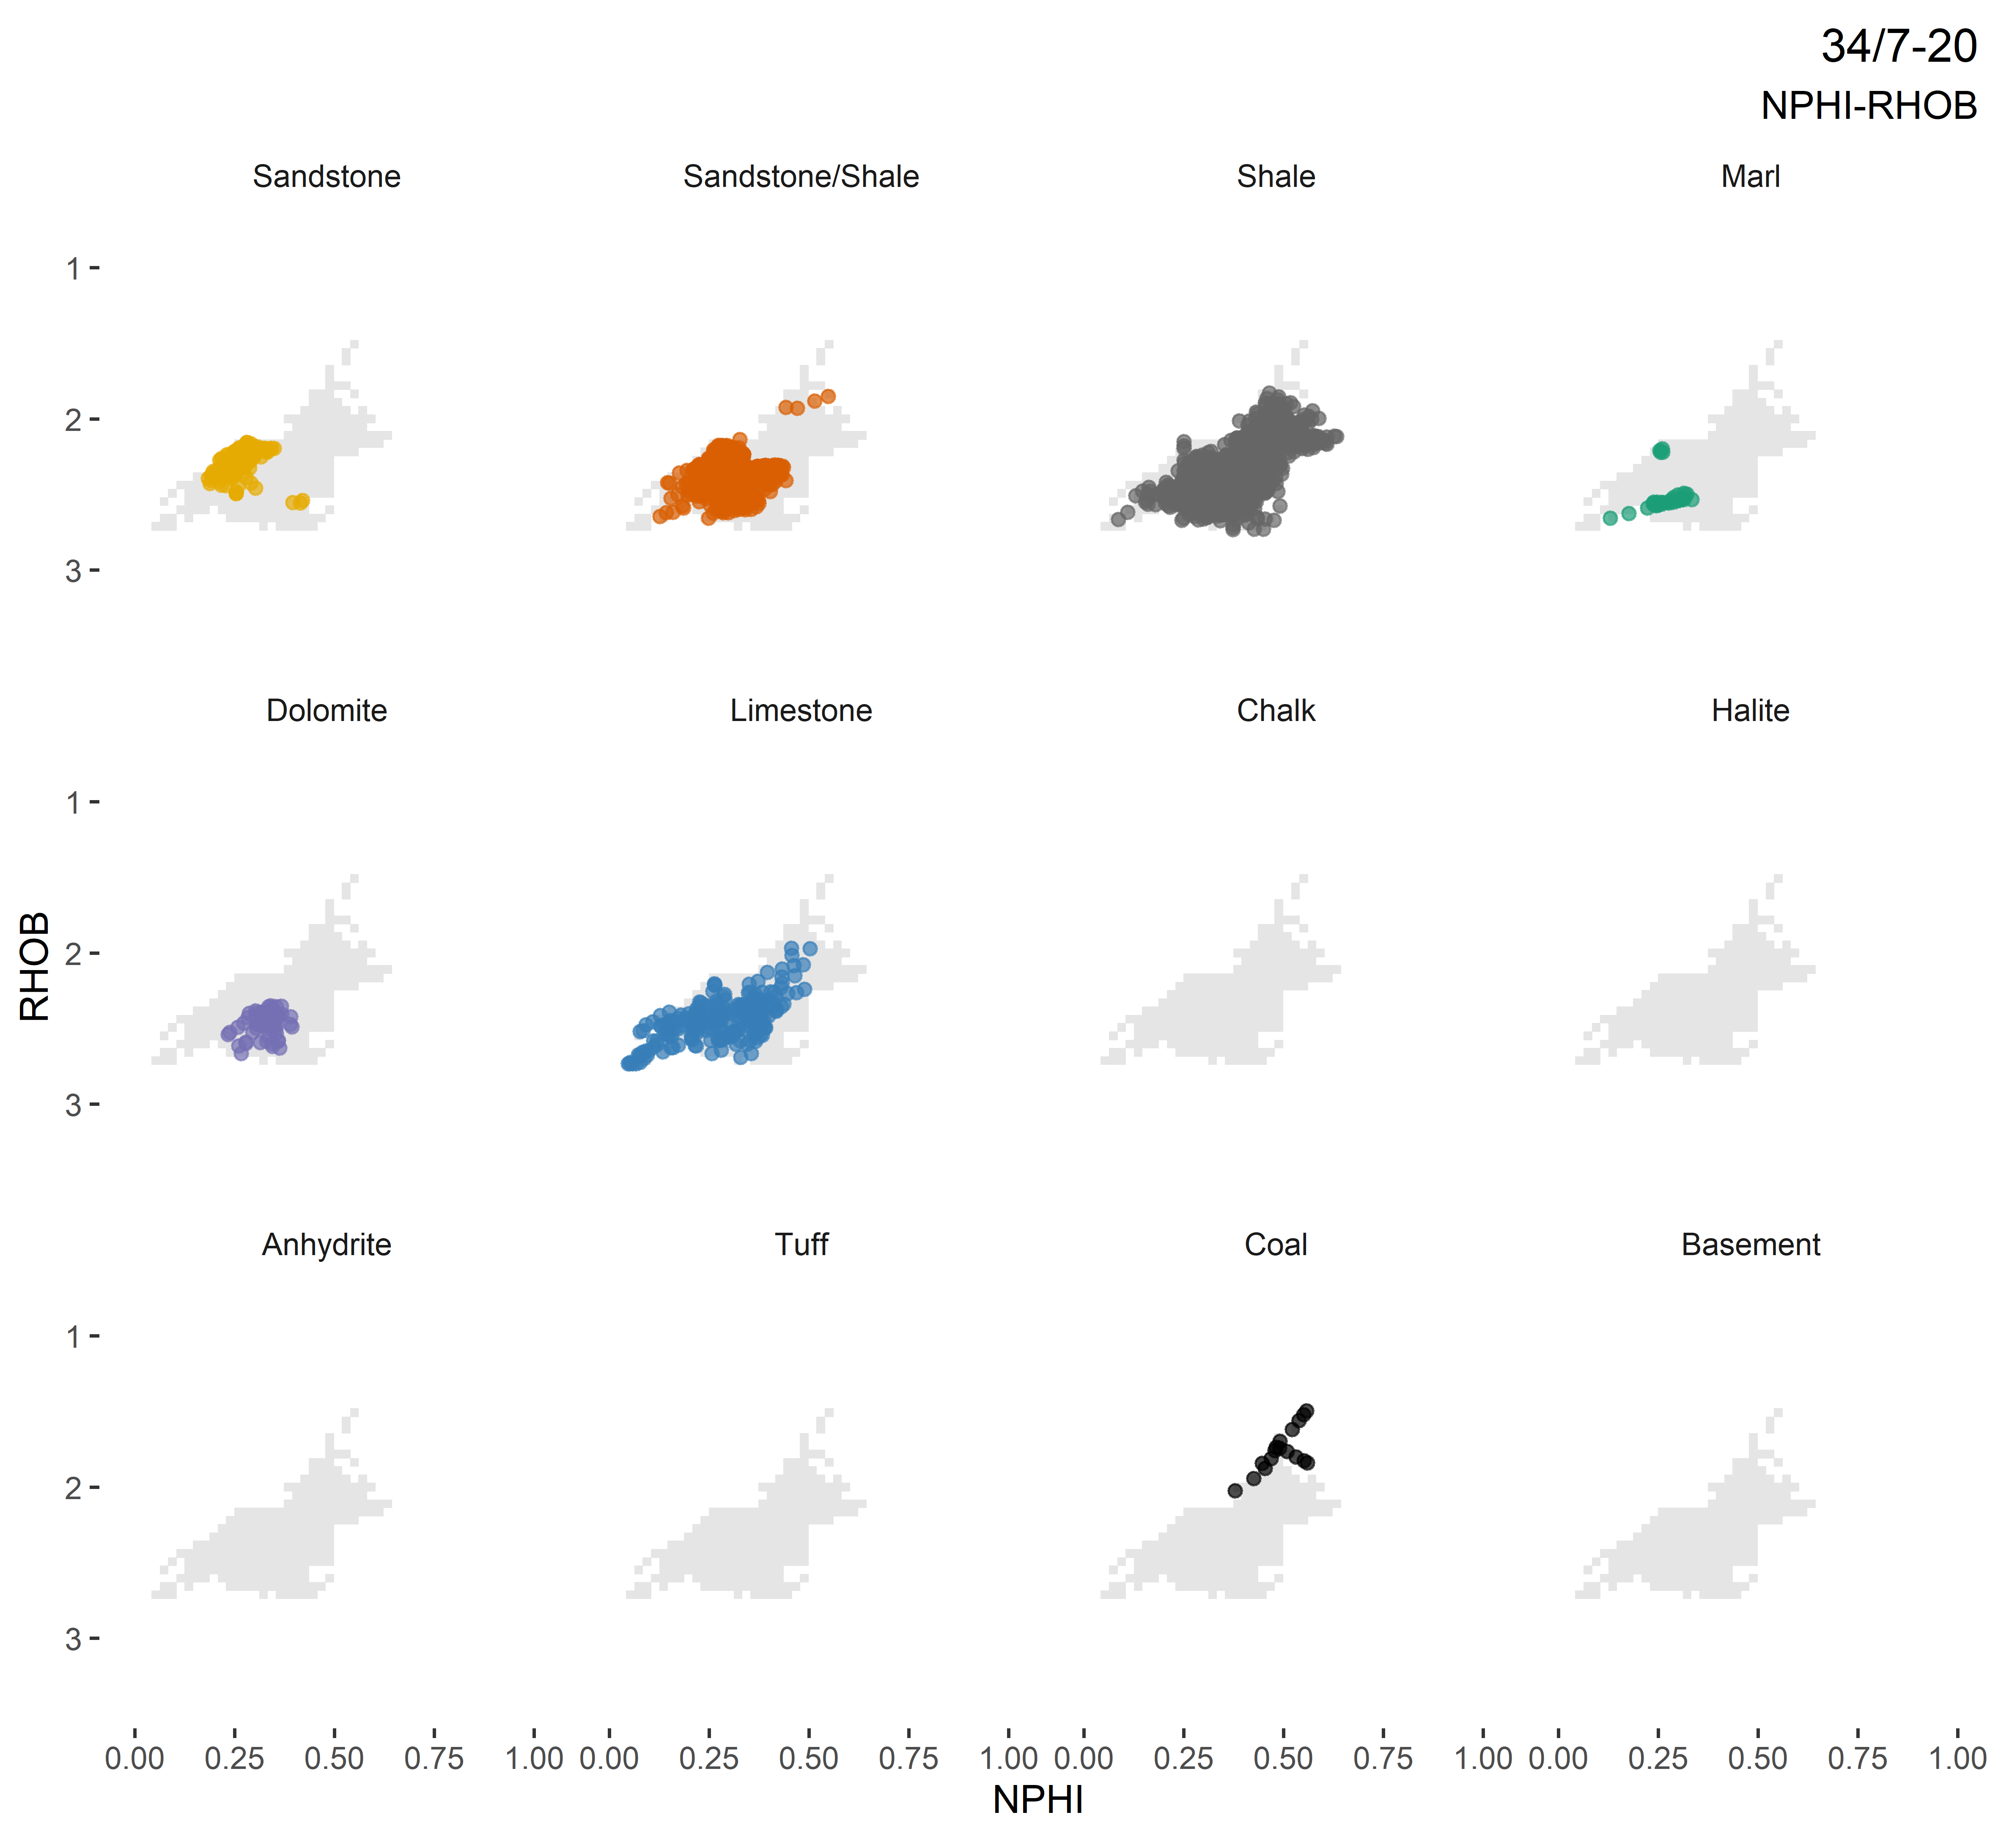 34/7-20
NPHI-RHOB
Sandstone Sandstone/Shale Shale Marl
1
2
3
Dolomite Limestone Chalk Halite
1
2
3
RHOB
Anhydrite Tuff Coal Basement
1
2
3
0.00 0.25 0.50 0.75 1.00 0.00 0.25 0.50 0.75 1.00 0.00 0.25 0.50 0.75 1.00 0.00 0.25 0.50 0.75 1.00
NPHI